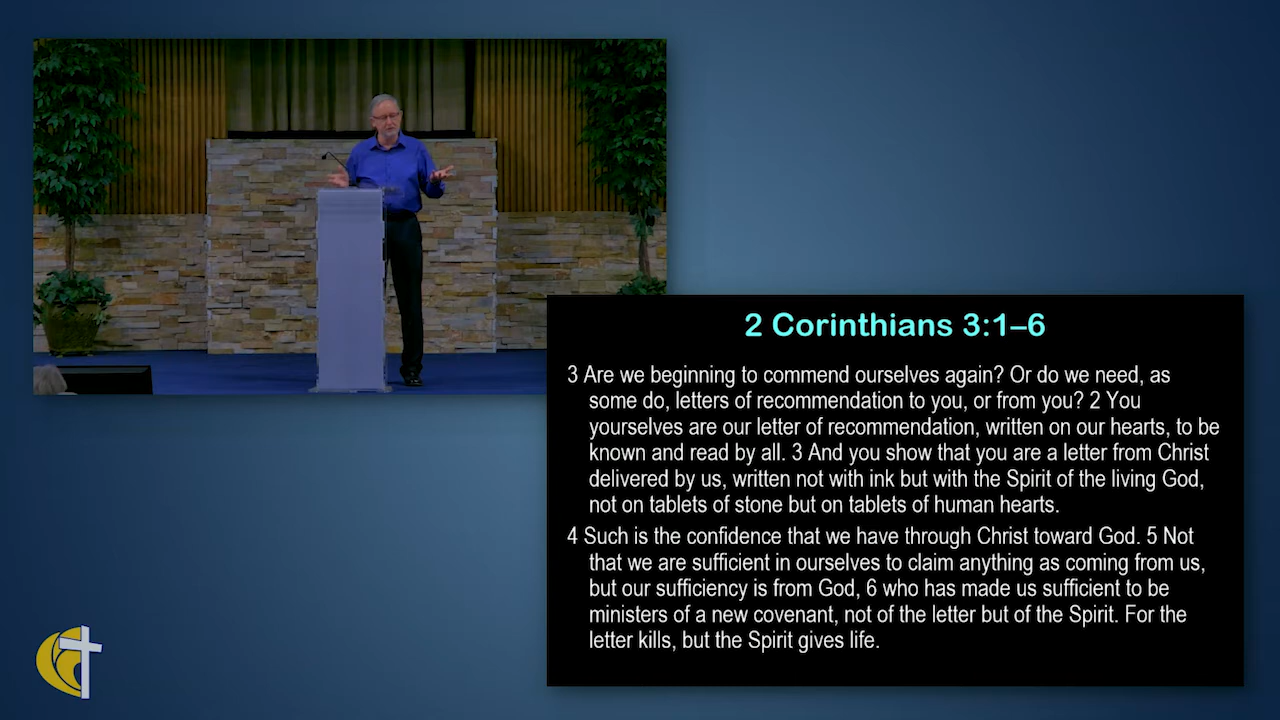 2 Corinthians 3:1–6
3 Are we beginning to commend ourselves again? Or do we need, as
some do, letters of recommendation to you, or from you? 2 You
yourselves are our letter of recommendation, written on our hearts, to be
known and read by all. 3 And you show that you are a letter from Christ
delivered by us, written not with ink but with the Spirit of the living God,
not on tablets of stone but on tablets of human hearts.
4 Such is the confidence that we have through Christ toward God. 5 Not
that we are sufficient in ourselves to claim anything as coming from us,
but our sufficiency is from God, 6 who has made us sufficient to be
ministers of a new covenant, not of the letter but of the Spirit. For the
letter kills, but the Spirit gives life.